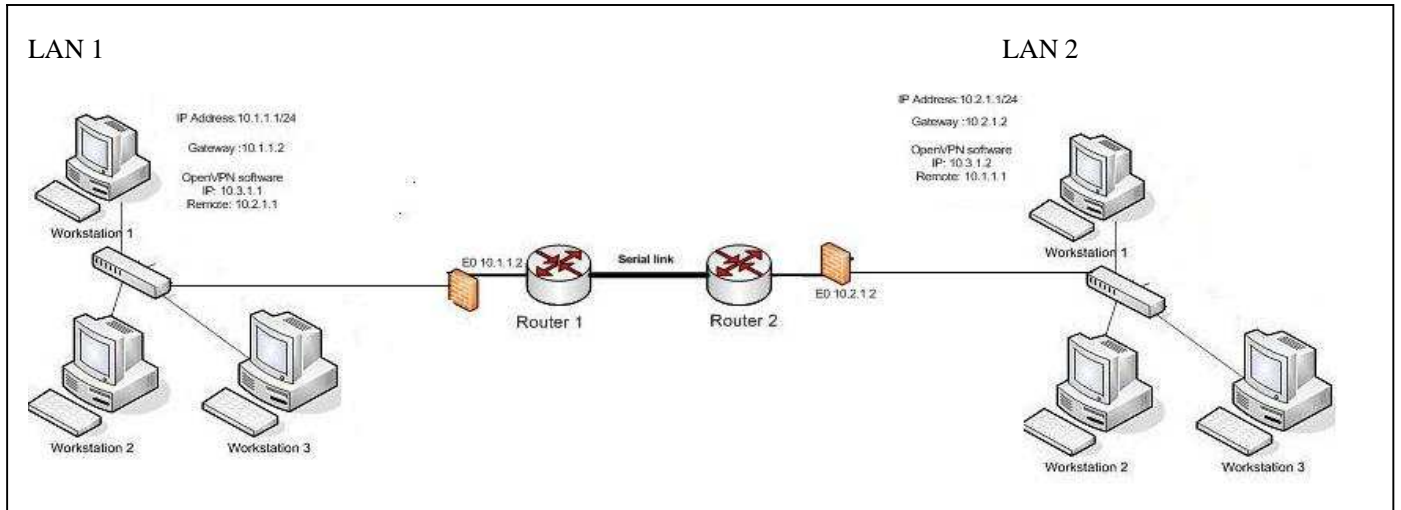 LAN 1
IP Address:10.1.1.1/24
Gateway :10.1.1.2
OpenVPN software
IP: 10.3.1.1
Remote: 10.2.1.1
Workstation 1
Workstation 2
Workstation 3
E0 10.1.1.2
Router 1
Serial link
Router 2
E0 10.2.1.2
LAN 2
IP Address:10.2.1.1/24
Gateway :10.2.1.2
OpenVPN software
IP: 10.3.1.2
Remote: 10.1.1.1
Workstation 1
Workstation 2
Workstation 3